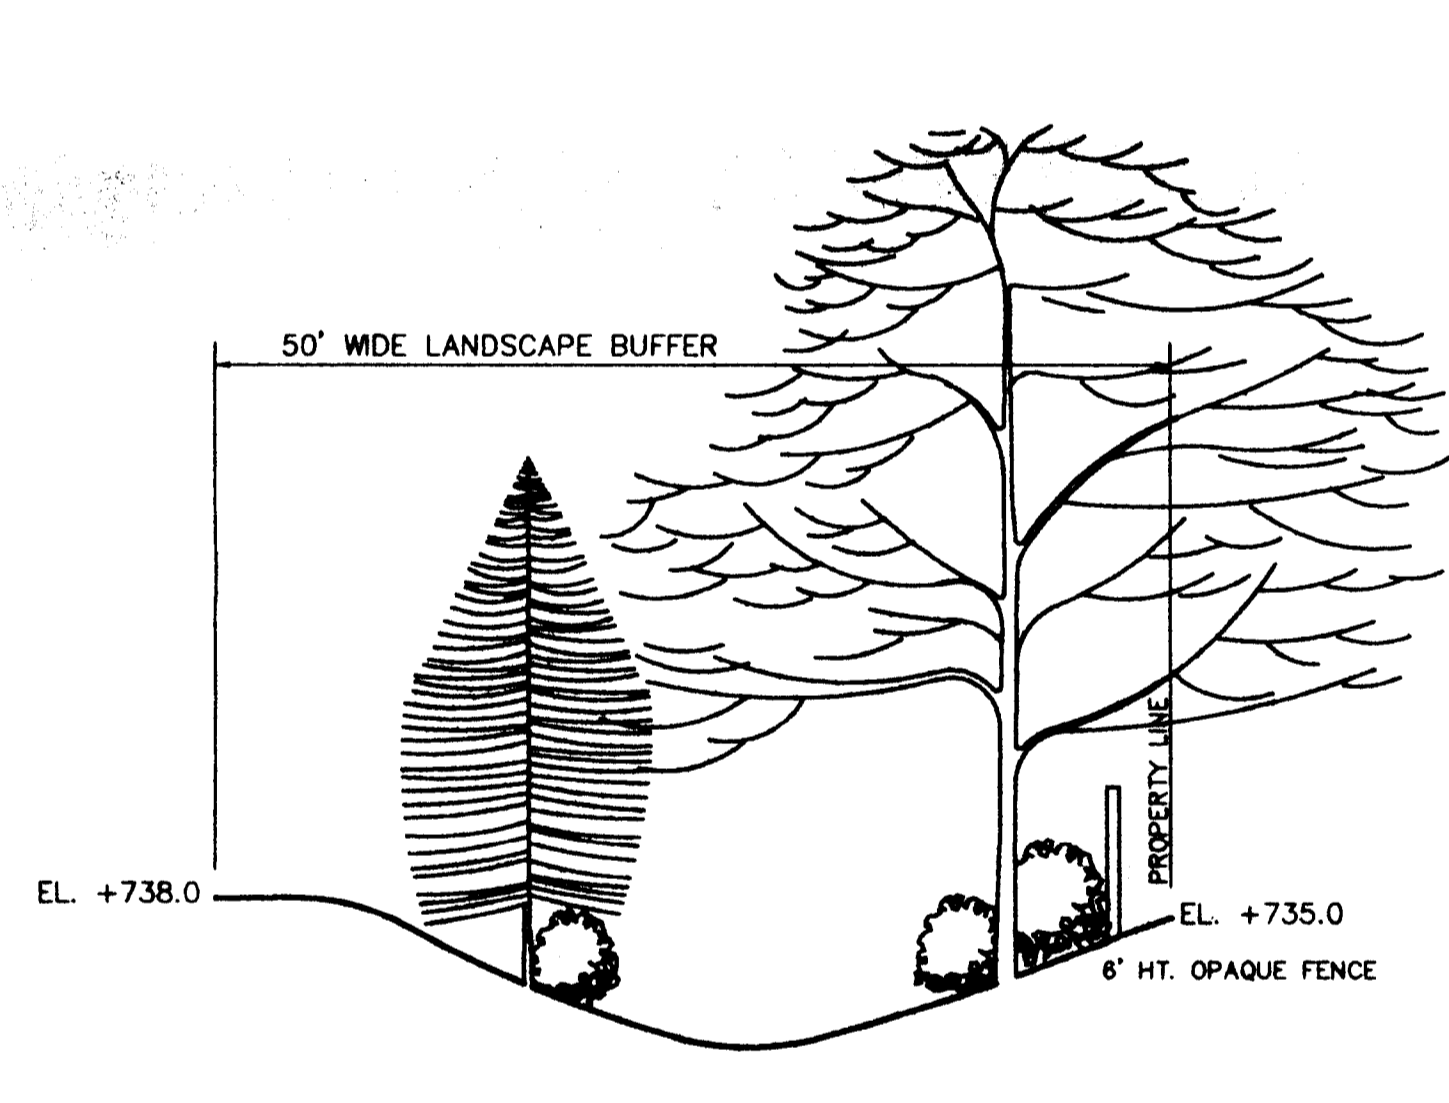 50' WIDE LANDSCAPE BUFFER
PROPERTY LINE
EL. +738.0
EL. +735.0
6' HT. OPAQUE FENCE